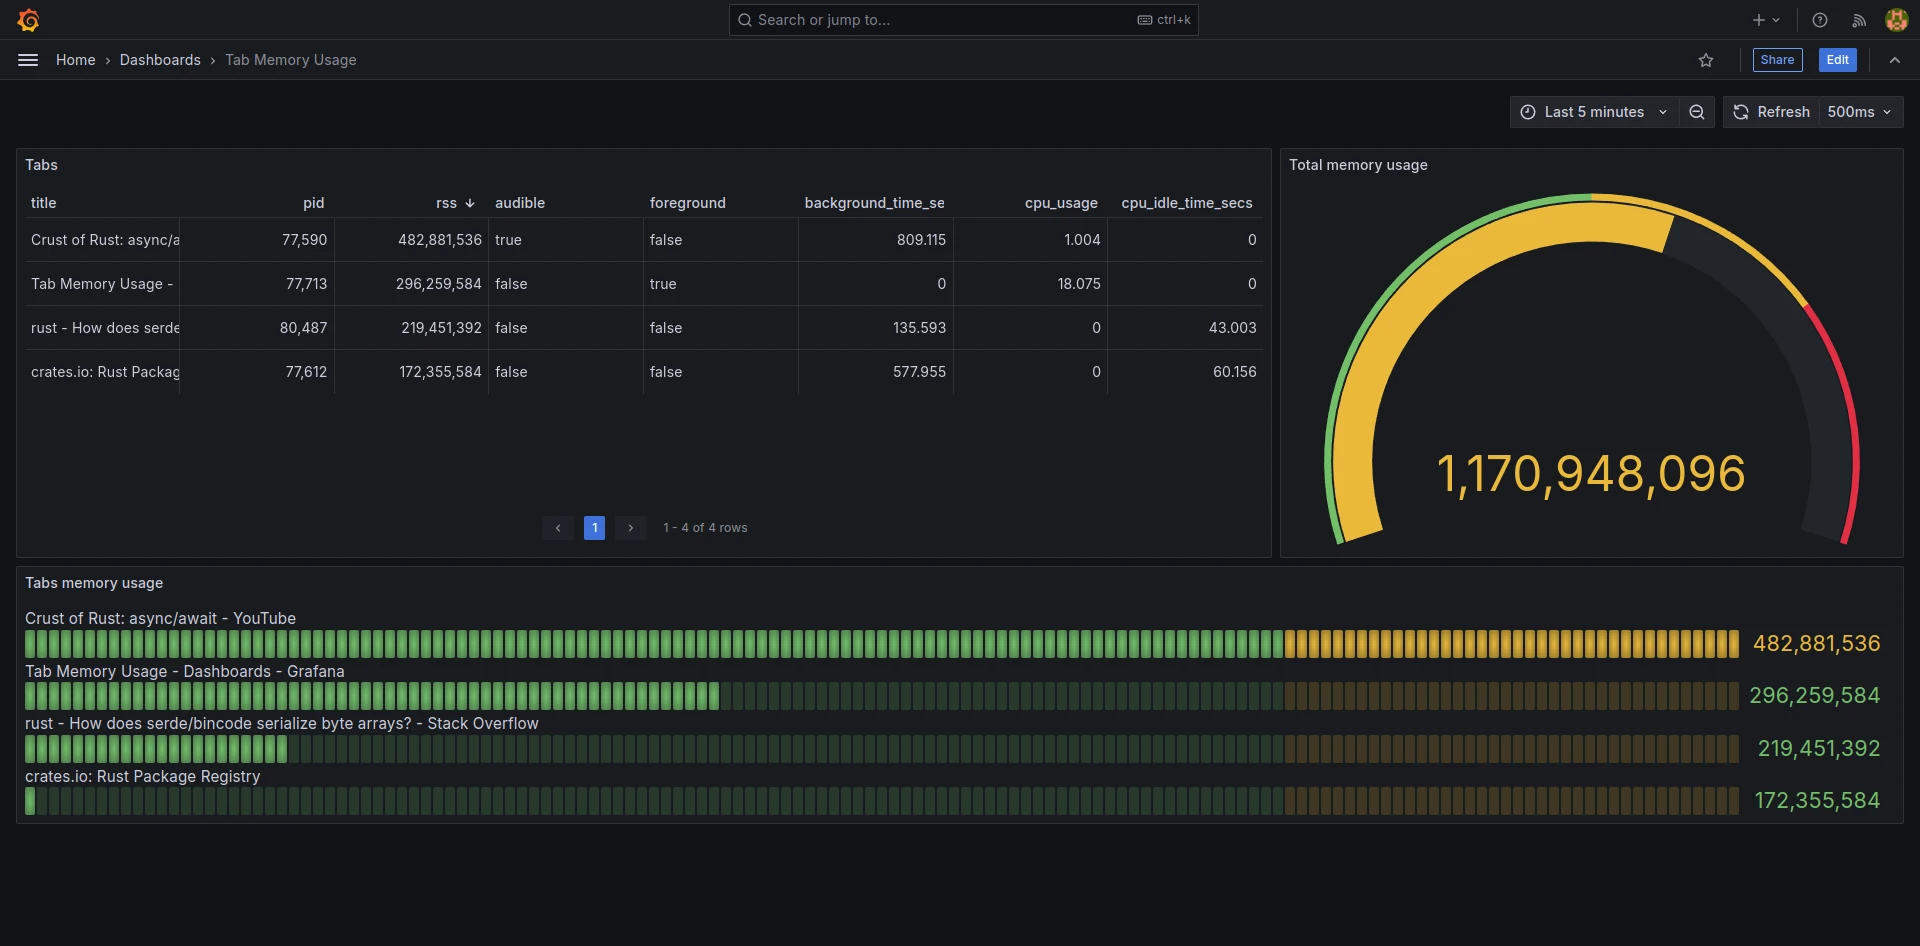 Search or jump to...
ctrl+k
Home › Dashboards › Tab Memory Usage
Share
Edit
Last 5 minutes
Refresh
500ms
Tabs
title pid rss audible foreground background_time_se cpu_usage cpu_idle_time_secs
Crust of Rust: async/a 77,590 482,881,536 true false 809.115 1.004 0
Tab Memory Usage - 77,713 296,259,584 false true 0 18.075 0
rust - How does serde 80,487 219,451,392 false false 135.593 0 43.003
crates.io: Rust Packag 77,612 172,355,584 false false 577.955 0 60.156
1
1 - 4 of 4 rows
Total memory usage
1,170,948,096
Tabs memory usage
Crust of Rust: async/await - YouTube
482,881,536
Tab Memory Usage - Dashboards - Grafana
296,259,584
rust - How does serde/bincode serialize byte arrays? - Stack Overflow
219,451,392
crates.io: Rust Package Registry
172,355,584